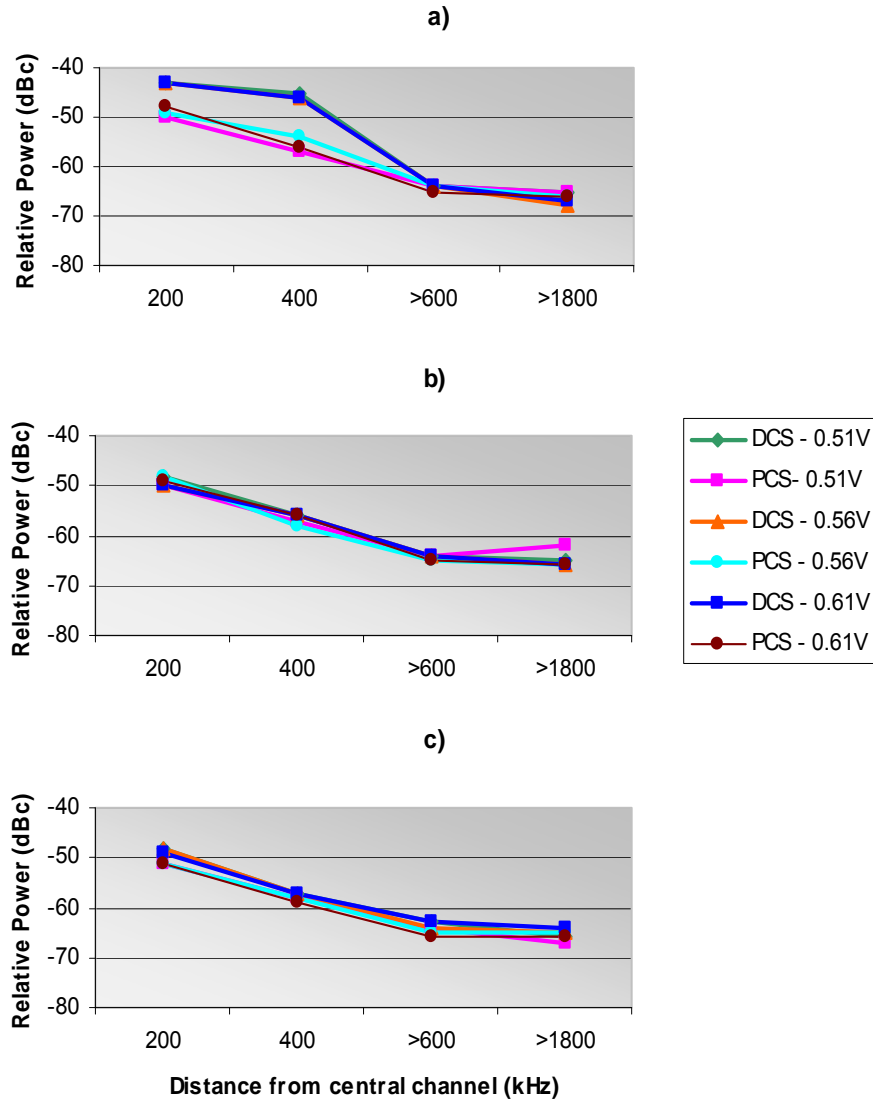 a)
Relative Power (dBc)
-40
-50
-60
-70
-80
200 400 >600 >1800
b)
Relative Power (dBc)
-40
-50
-60
-70
-80
200 400 >600 >1800
DCS - 0.51V
PCS- 0.51V
DCS - 0.56V
PCS - 0.56V
DCS - 0.61V
PCS - 0.61V
c)
Relative Power (dBc)
-40
-50
-60
-70
-80
200 400 >600 >1800
Distance from central channel (kHz)